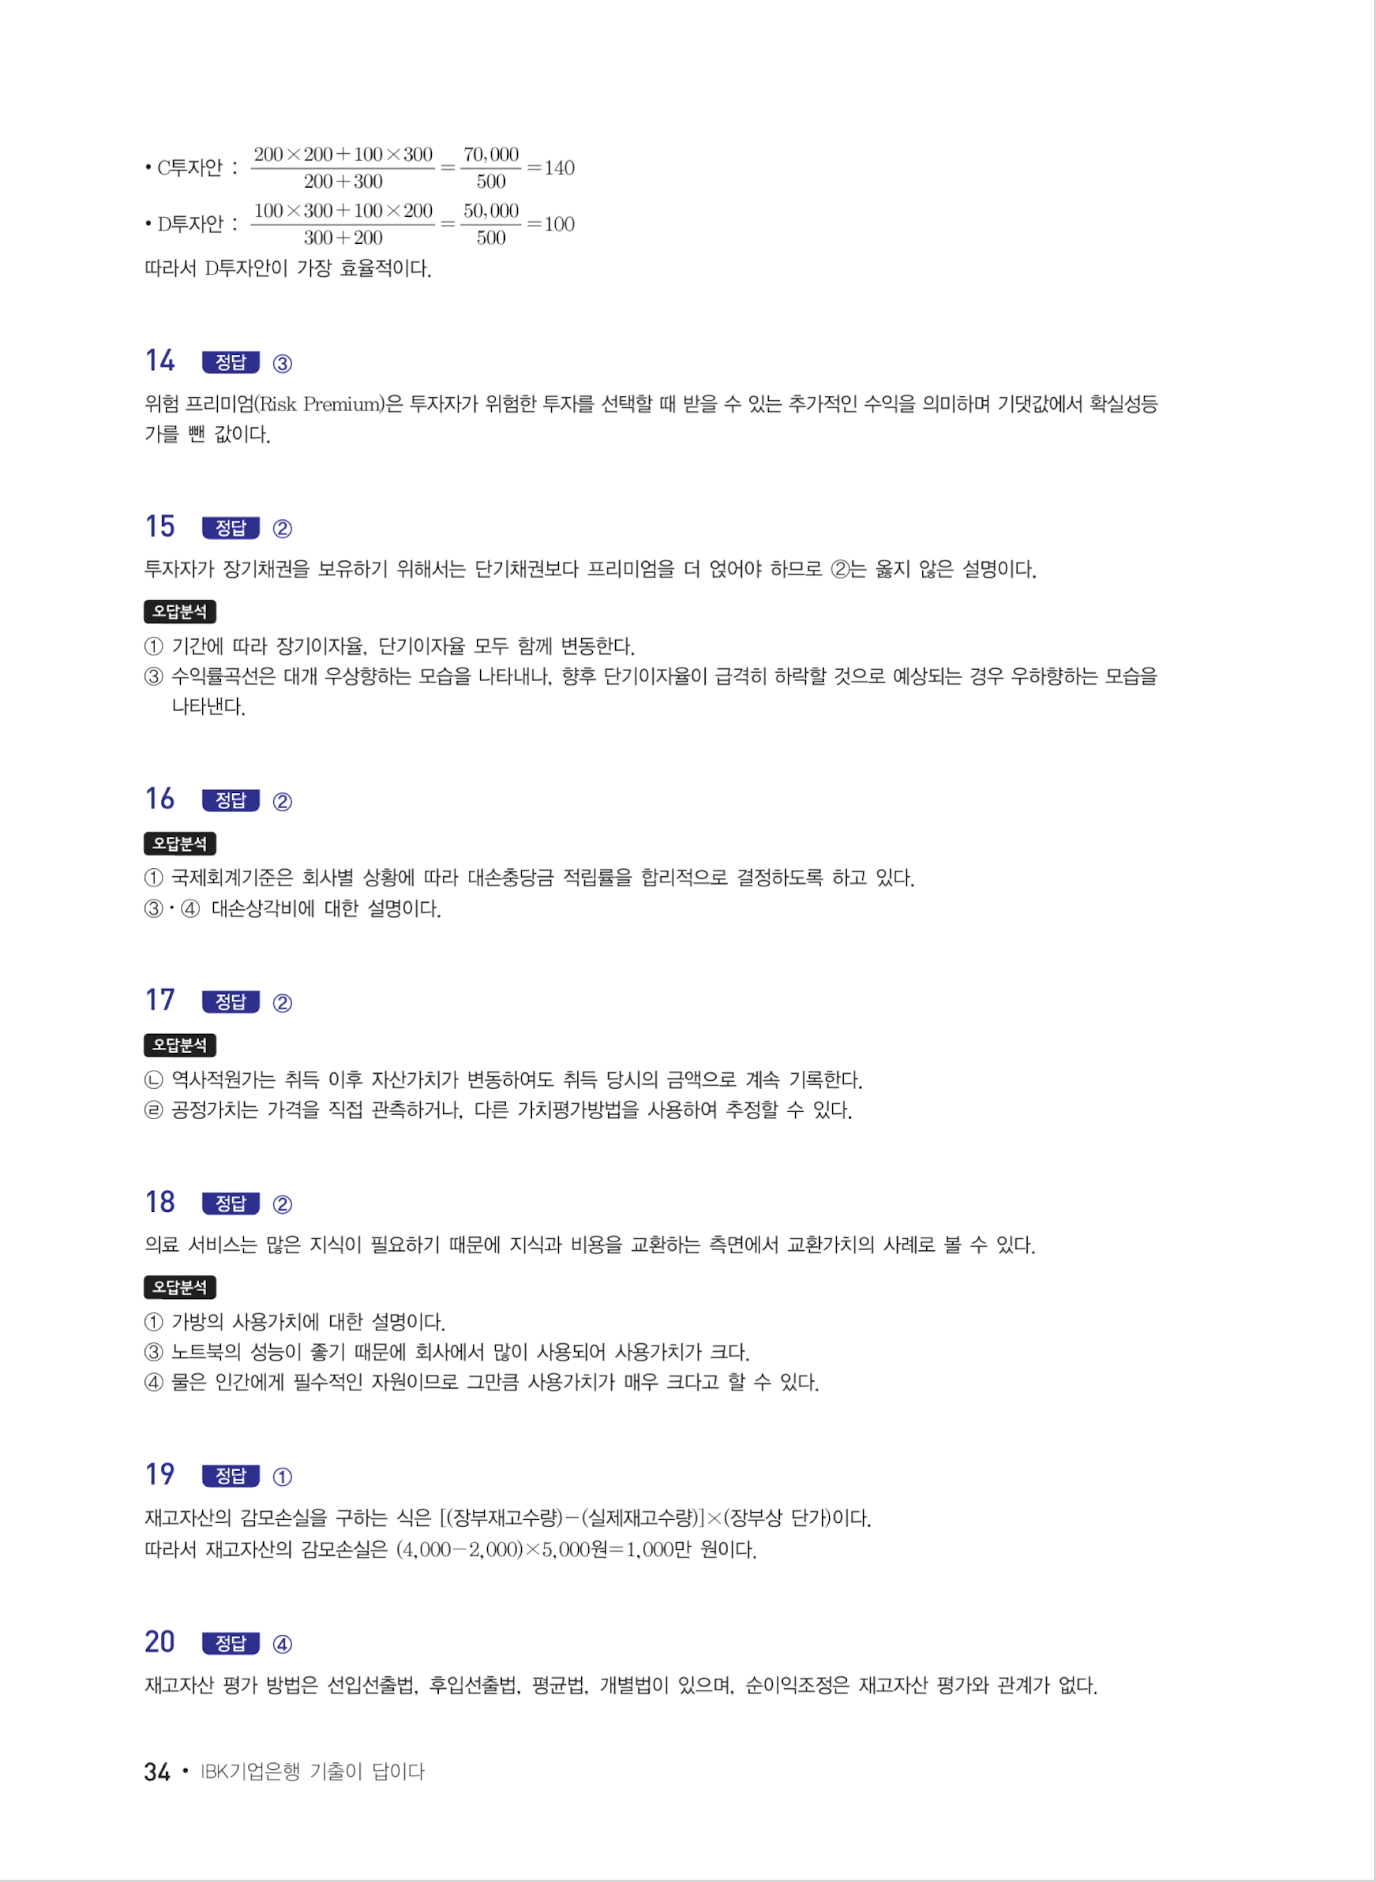 • C투자안 : (200×200+100×300)/(200+300) = 70,000/500 =140
• D투자안 : (100×300+100×200)/(300+200) = 50,000/500 =100
따라서 D투자안이 가장 효율적이다.
14 정답 ③
위험 프리미엄(Risk Premium)은 투자자가 위험한 투자를 선택할 때 받을 수 있는 추가적인 수익을 의미하며 기댓값에서 확실성등
가를 뺀 값이다.
15 정답 ②
투자자가 장기채권을 보유하기 위해서는 단기채권보다 프리미엄을 더 얹어야 하므로 ②는 옳지 않은 설명이다.
오답분석
① 기간에 따라 장기이자율, 단기이자율 모두 함께 변동한다.
③ 수익률곡선은 대개 우상향하는 모습을 나타내나, 향후 단기이자율이 급격히 하락할 것으로 예상되는 경우 우하향하는 모습을
나타낸다.
16 정답 ②
오답분석
① 국제회계기준은 회사별 상황에 따라 대손충당금 적립률을 합리적으로 결정하도록 하고 있다.
③·④ 대손상각비에 대한 설명이다.
17 정답 ②
오답분석
㉡ 역사적원가는 취득 이후 자산가치가 변동하여도 취득 당시의 금액으로 계속 기록한다.
㉣ 공정가치는 가격을 직접 관측하거나, 다른 가치평가방법을 사용하여 추정할 수 있다.
18 정답 ②
의료 서비스는 많은 지식이 필요하기 때문에 지식과 비용을 교환하는 측면에서 교환가치의 사례로 볼 수 있다.
오답분석
① 가방의 사용가치에 대한 설명이다.
③ 노트북의 성능이 좋기 때문에 회사에서 많이 사용되어 사용가치가 크다.
④ 물은 인간에게 필수적인 자원이므로 그만큼 사용가치가 매우 크다고 할 수 있다.
19 정답 ①
재고자산의 감모손실을 구하는 식은 [(장부재고수량)−(실제재고수량)]×(장부상 단가)이다.
따라서 재고자산의 감모손실은 (4,000−2,000)×5,000원=1,000만 원이다.
20 정답 ④
재고자산 평가 방법은 선입선출법, 후입선출법, 평균법, 개별법이 있으며, 순이익조정은 재고자산 평가와 관계가 없다.
34 • IBK기업은행 기출이 답이다